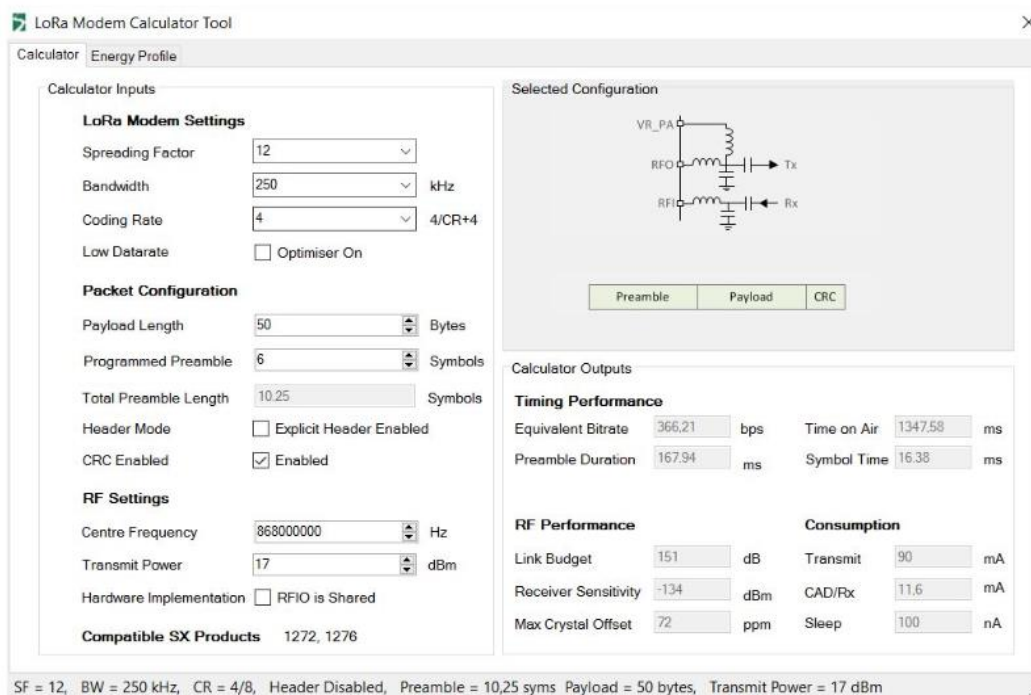 LoRa Modem Calculator Tool
Calculator Energy Profile
Calculator Inputs
LoRa Modem Settings
Spreading Factor 12
Bandwidth 250 kHz
Coding Rate 4 4/CR+4
Low Datarate Optimiser On
Packet Configuration
Payload Length 50 Bytes
Programmed Preamble 6 Symbols
Total Preamble Length 10.25 Symbols
Header Mode Explicit Header Enabled
CRC Enabled Enabled
RF Settings
Centre Frequency 868000000 Hz
Transmit Power 17 dBm
Hardware Implementation RFIO is Shared
Compatible SX Products 1272, 1276
Selected Configuration
VR_PA
RFO Tx
RFI Rx
Preamble Payload CRC
Calculator Outputs
Timing Performance
Equivalent Bitrate 366,21 bps Time on Air 1347,58 ms
Preamble Duration 167.94 ms Symbol Time 16.38 ms
RF Performance Consumption
Link Budget 151 dB Transmit 90 mA
Receiver Sensitivity -134 dBm CAD/Rx 11,6 mA
Max Crystal Offset 72 ppm Sleep 100 nA
SF = 12, BW = 250 kHz, CR = 4/8, Header Disabled, Preamble = 10,25 syms Payload = 50 bytes, Transmit Power = 17 dBm